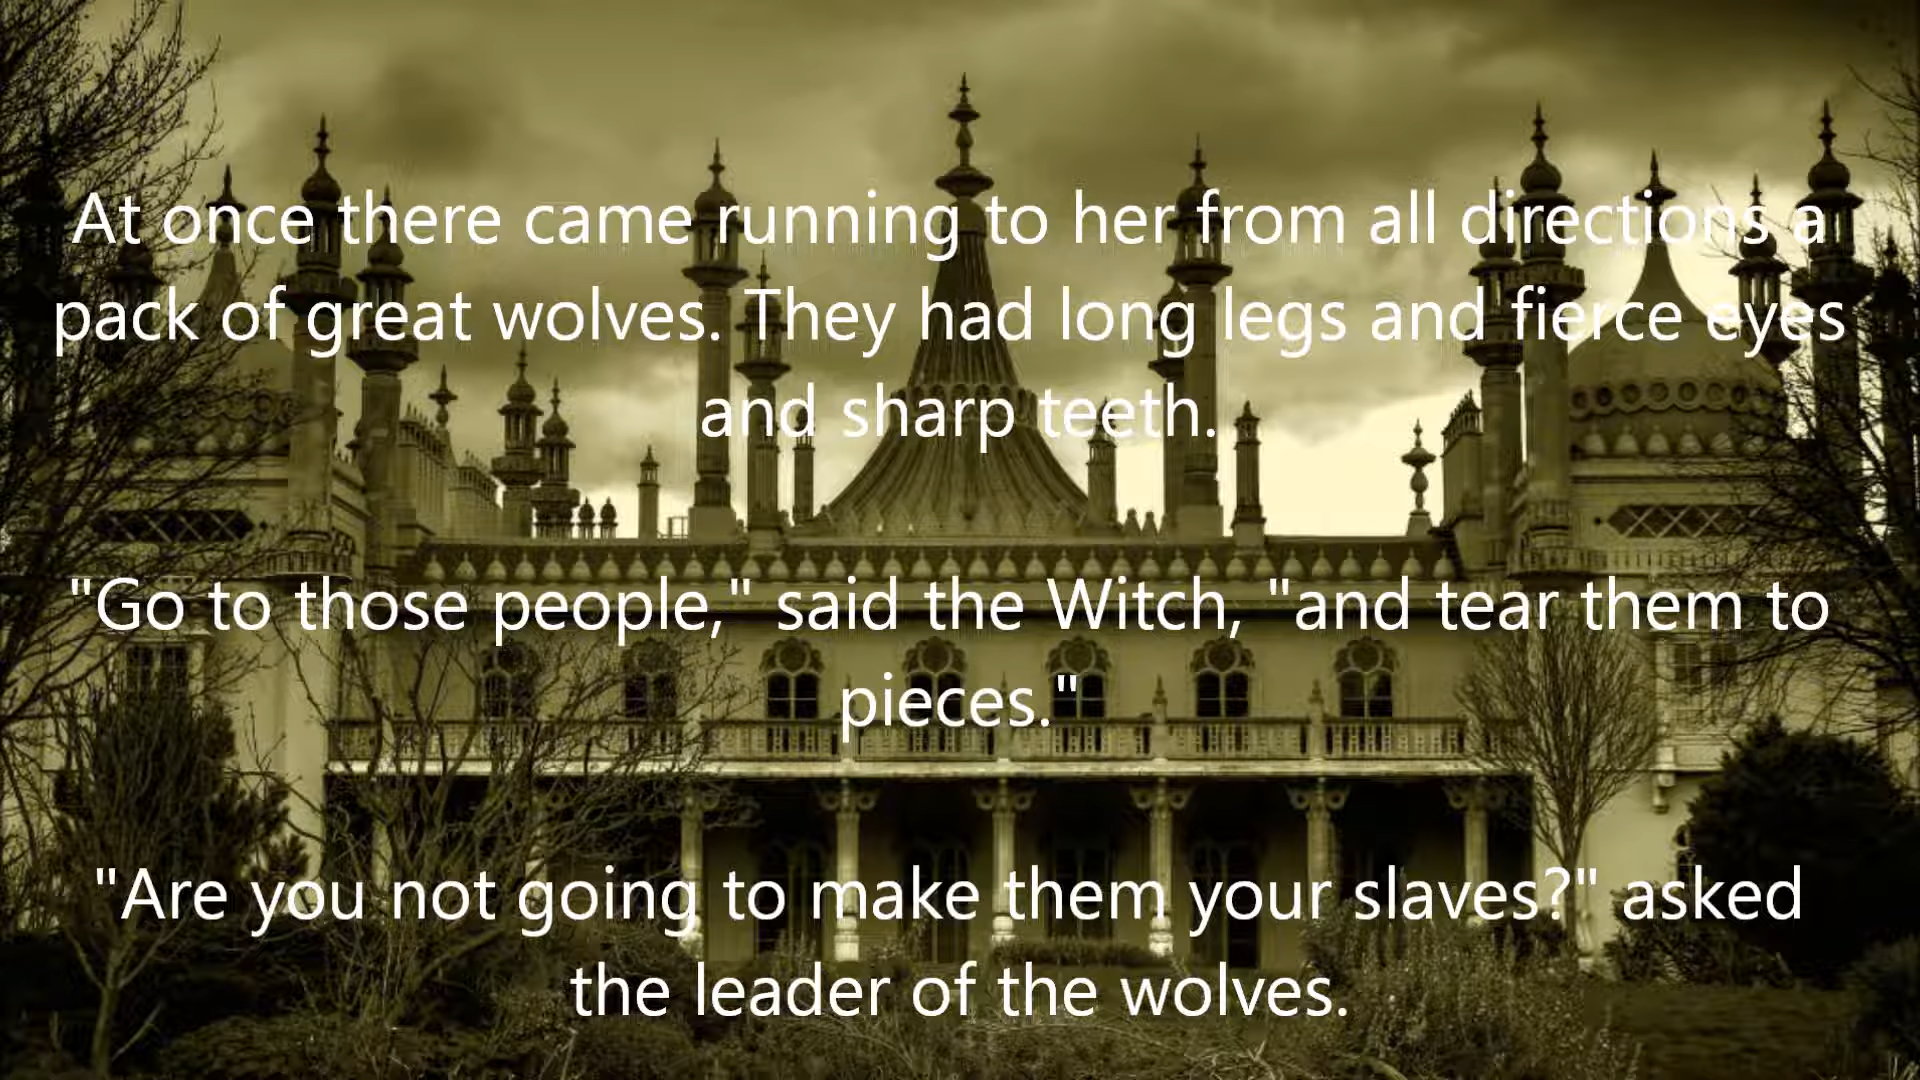 At once there came running to her from all directions a
pack of great wolves. They had long legs and fierce eyes
and sharp teeth.
"Go to those people," said the Witch, "and tear them to
pieces."
"Are you not going to make them your slaves?" asked
the leader of the wolves.